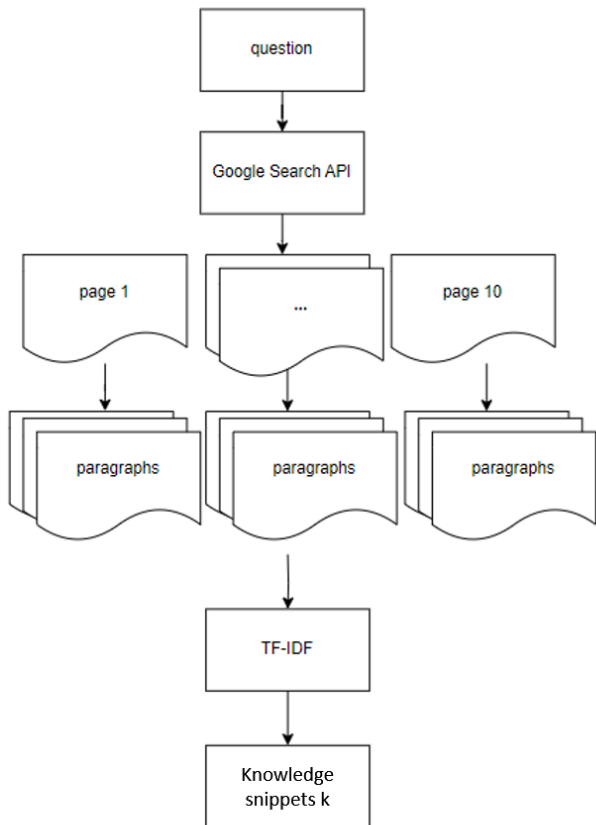 question
Google Search API
page 1
...
page 10
paragraphs
paragraphs
paragraphs
TF-IDF
Knowledge
snippets k